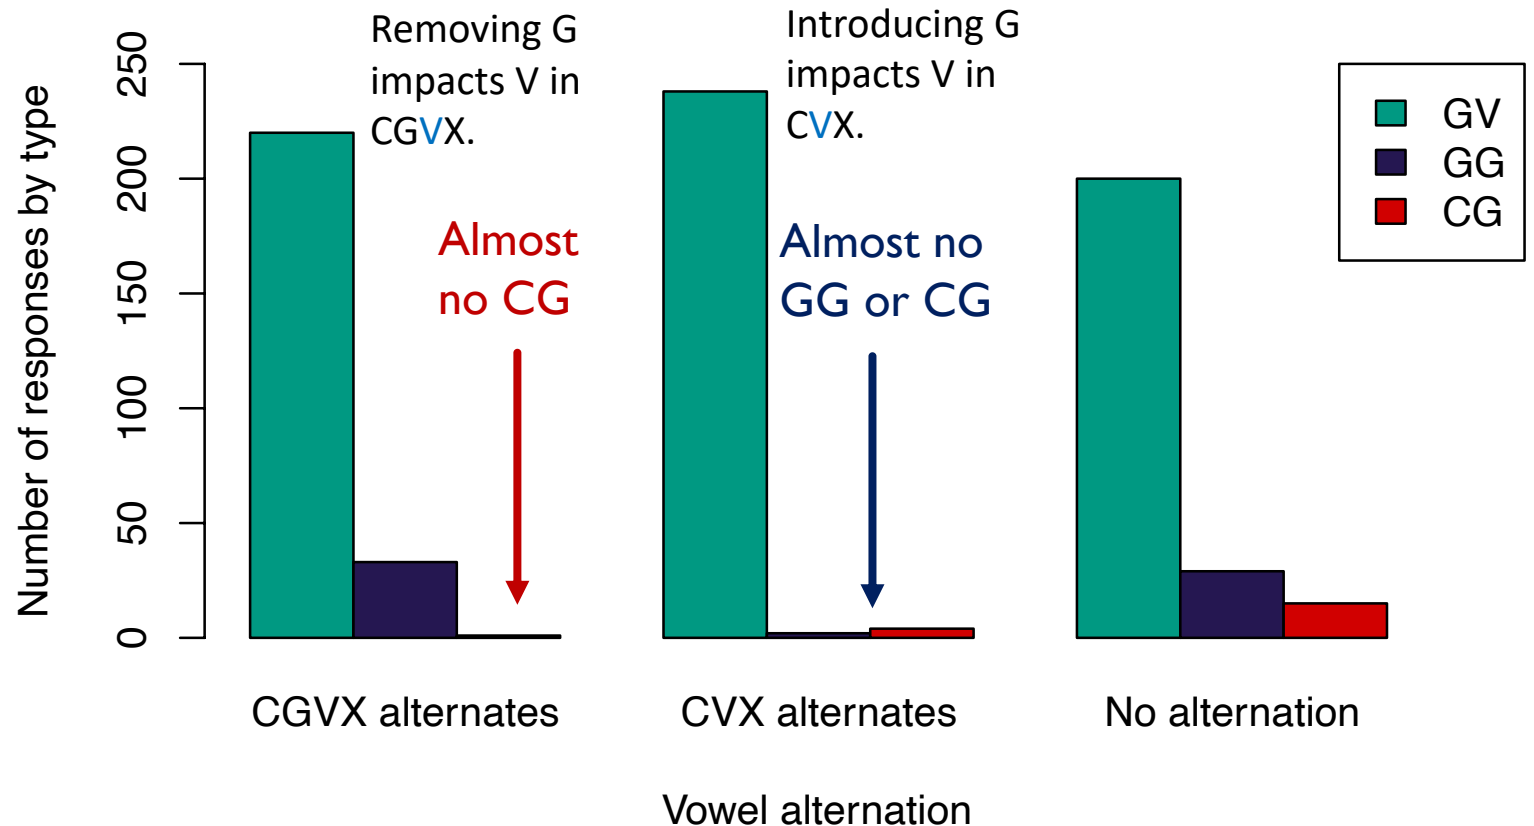 Removing G
impacts V in
CGVX.
Introducing G
impacts V in
CVX.
Almost
no CG
Almost no
GG or CG
GV
GG
CG
Number of responses by type
250
200
150
100
50
0
CGVX alternates
CVX alternates
No alternation
Vowel alternation